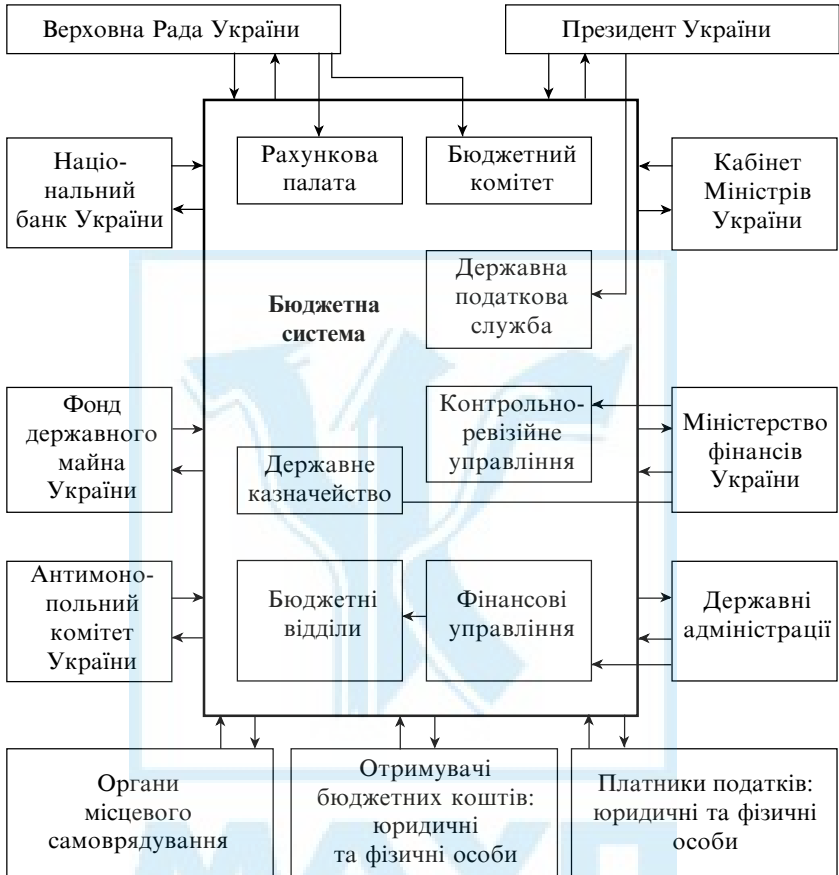 Верховна Рада України
Президент України
Націо-
нальний
банк України
Рахункова
палата
Бюджетний
комітет
Кабінет
Міністрів
України
Державна
податкова
служба
Бюджетна
система
Фонд
державного
майна
України
Державне
казначейство
Контрольно-
ревізійне
управління
Міністерство
фінансів
України
Антимоно-
польний
комітет
України
Бюджетні
відділи
Фінансові
управління
Державні
адміністрації
Органи
місцевого
самоврядування
Отримувачі
бюджетних коштів:
юридичні
та фізичні особи
Платники податків:
юридичні та фізичні
особи
МАУП